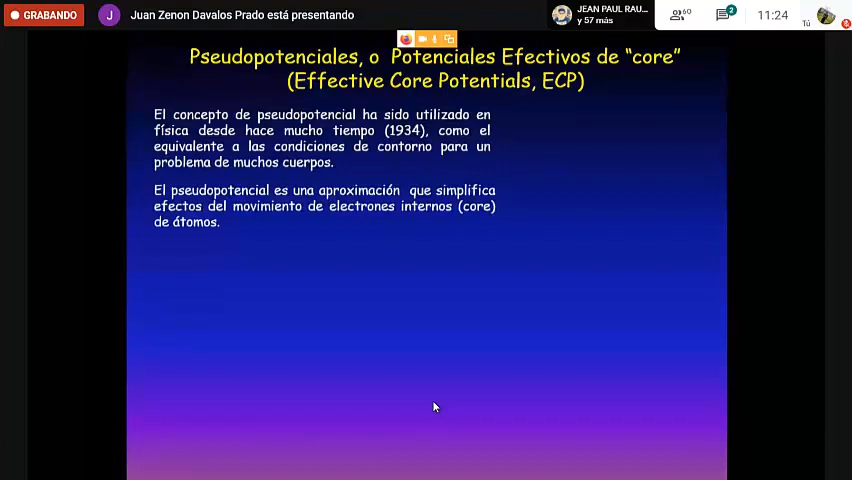 GRABANDO
J
Juan Zenon Davalos Prado está presentando
JEAN PAUL RAU...
y 57 más
60
2
11:24
Tú
Pseudopotenciales, o Potenciales Efectivos de “core”
(Effective Core Potentials, ECP)
El concepto de pseudopotencial ha sido utilizado en
física desde hace mucho tiempo (1934), como el
equivalente a las condiciones de contorno para un
problema de muchos cuerpos.
El pseudopotencial es una aproximación que simplifica
efectos del movimiento de electrones internos (core)
de átomos.